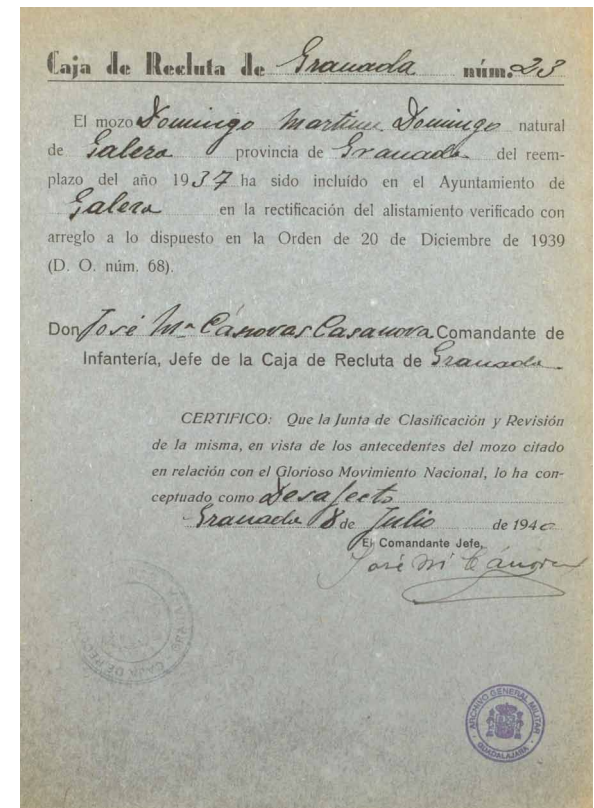 Caja de Recluta de Granada núm. 23
El mozo Domingo Martinez Domingo natural
de Galera provincia de Granada del reem-
plazo del año 1937 ha sido incluído en el Ayuntamiento de
Galera en la rectificación del alistamiento verificado con
arreglo a lo dispuesto en la Orden de 20 de Diciembre de 1939
(D. O. núm. 68).
Don José Mª Cánovas Casanova Comandante de
Infantería, Jefe de la Caja de Recluta de Granada
CERTIFICO: Que la Junta de Clasificación y Revisión
de la misma, en vista de los antecedentes del mozo citado
en relación con el Glorioso Movimiento Nacional, lo ha con-
ceptuado como Desafecto
Granada 8 de Julio de 1940
El Comandante Jefe,
José Mª Cánovas
CAJA DE REC
ARCHIVO GENERAL MILITAR
GUADALAJARA